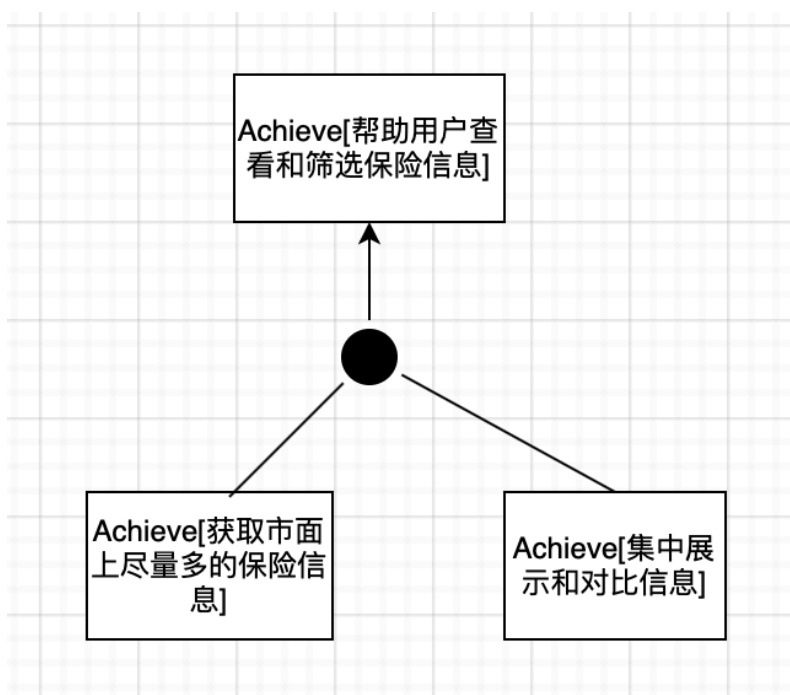 Achieve[帮助用户查
看和筛选保险信息]
Achieve[获取市面
上尽量多的保险信
息]
Achieve[集中展
示和对比信息]